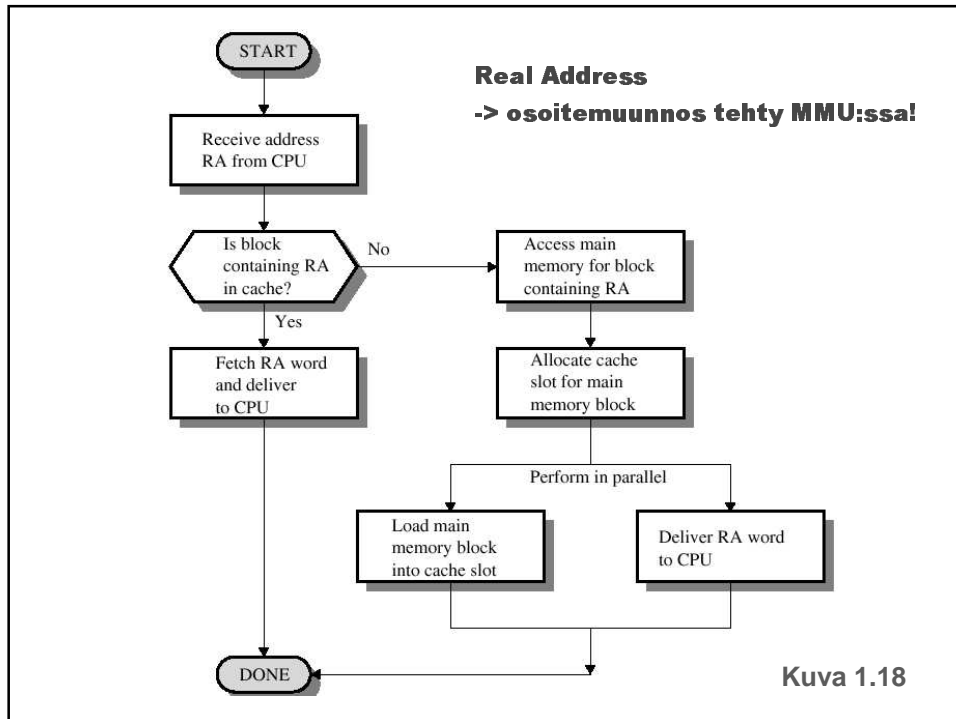 START
Real Address
-> osoitemuunnos tehty MMU:ssa!
Receive address
RA from CPU
Is block
containing RA
in cache?
No
Access main
memory for block
containing RA
Yes
Fetch RA word
and deliver
to CPU
Allocate cache
slot for main
memory block
Perform in parallel
Load main
memory block
into cache slot
Deliver RA word
to CPU
DONE
Kuva 1.18